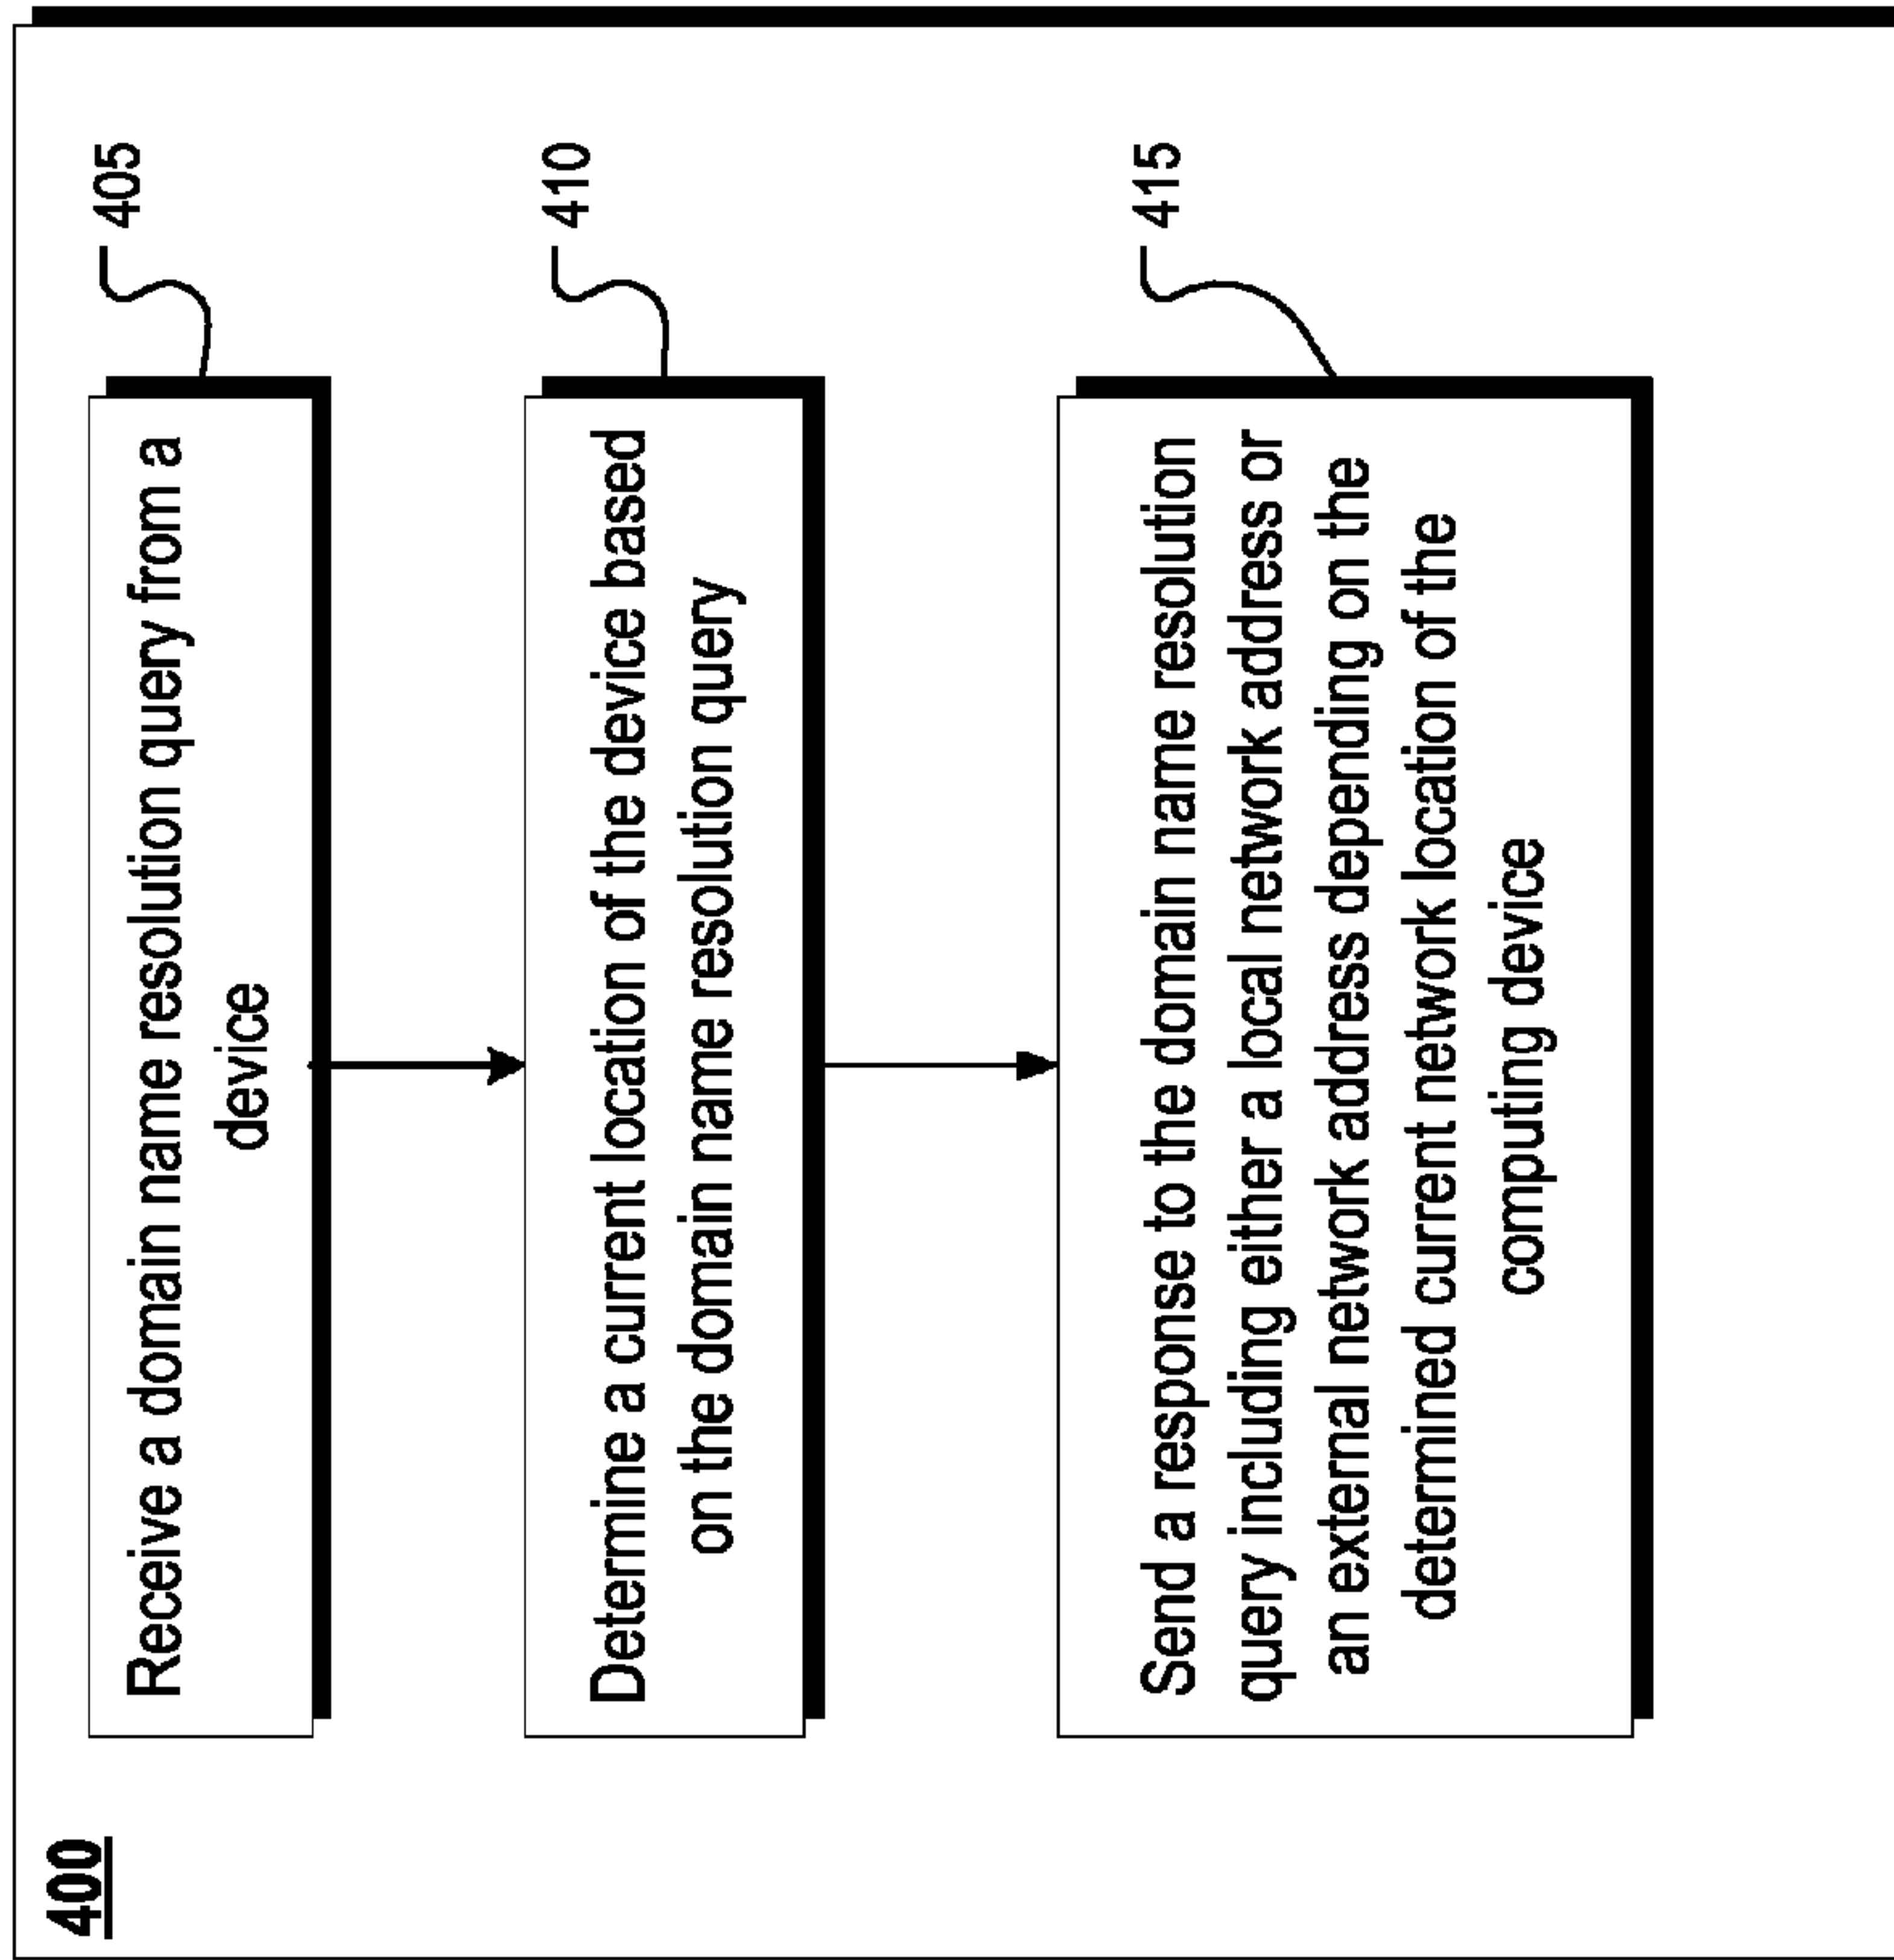 400
Receive a domain name resolution query from a
device
405
Determine a current location of the device based
on the domain name resolution query
410
Send a response to the domain name resolution
query including either a local network address or
an external network address depending on the
determined current network location of the
computing device
415